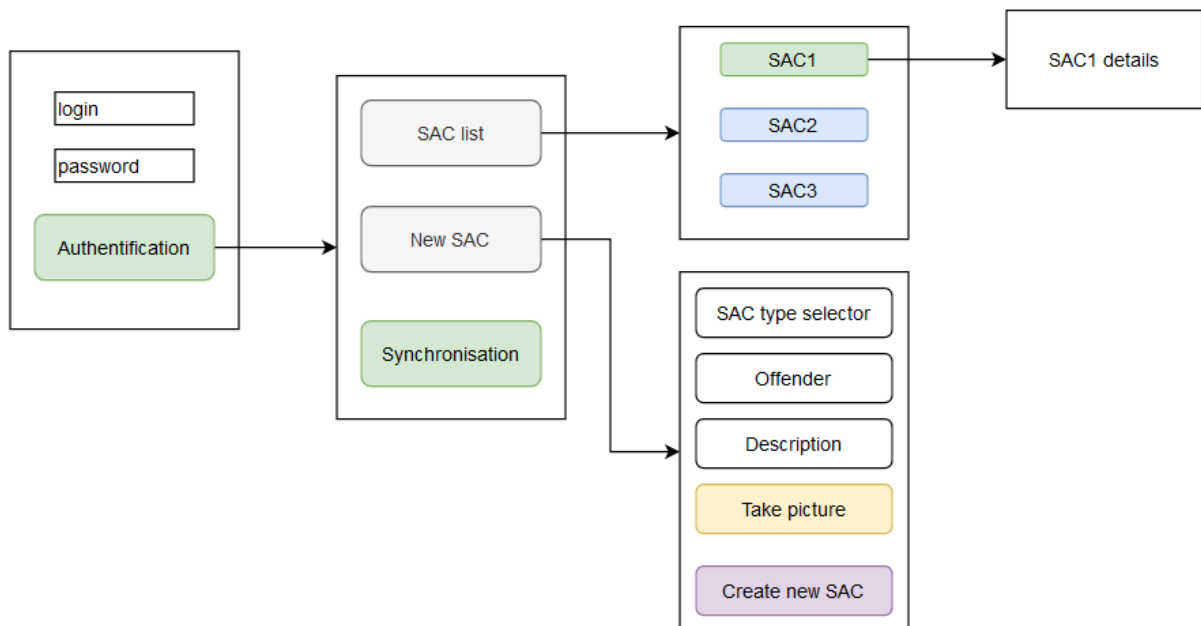 login
password
Authentification
SAC list
New SAC
Synchronisation
SAC1
SAC2
SAC3
SAC1 details
SAC type selector
Offender
Description
Take picture
Create new SAC